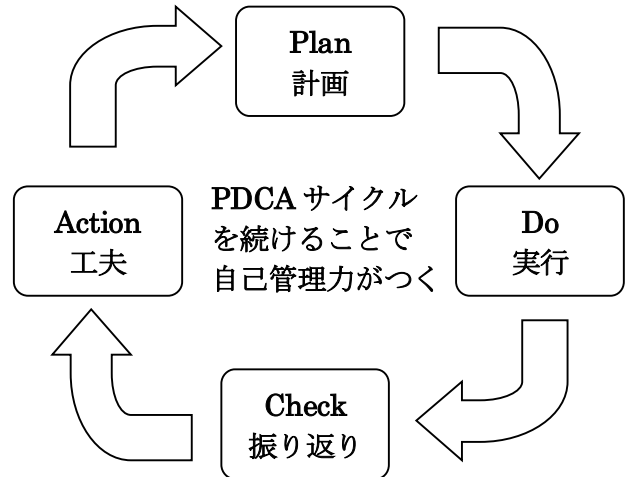 Plan
計画
Do
実行
Check
振り返り
Action
工夫
PDCA サイクル
を続けることで
自己管理力がつく